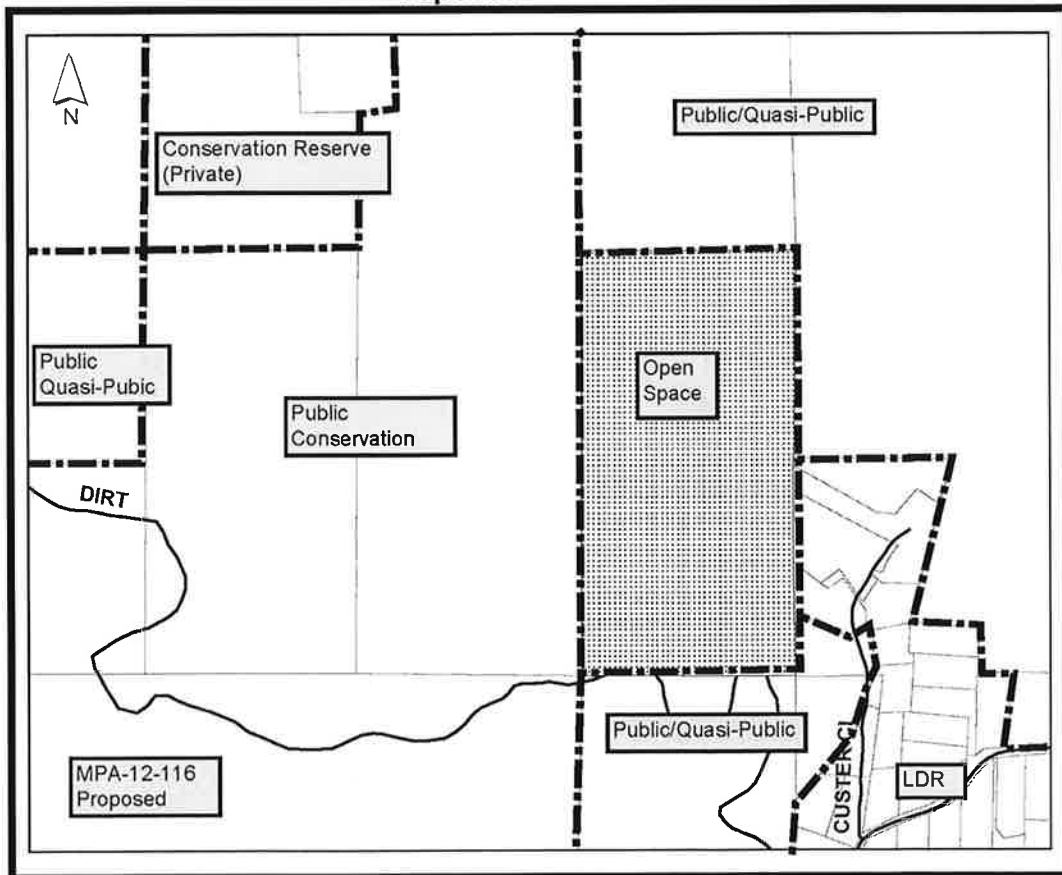 N
Public/Quasi-Public
Conservation Reserve
(Private)
Public
Quasi-Pubic
Open
Space
Public
Conservation
DIRT
Public/Quasi-Public
MPA-12-116
Proposed
LDR
CUSTER CI